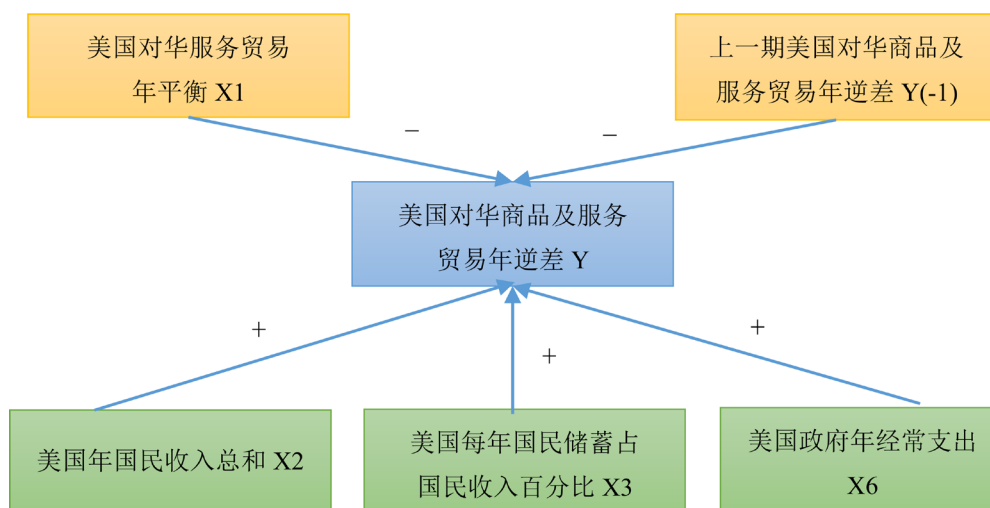 美国对华服务贸易
年平衡 X1
上一期美国对华商品及
服务贸易年逆差 Y(-1)
−
−
美国对华商品及服务
贸易年逆差 Y
+
+
+
美国年国民收入总和 X2
美国每年国民储蓄占
国民收入百分比 X3
美国政府年经常支出
X6